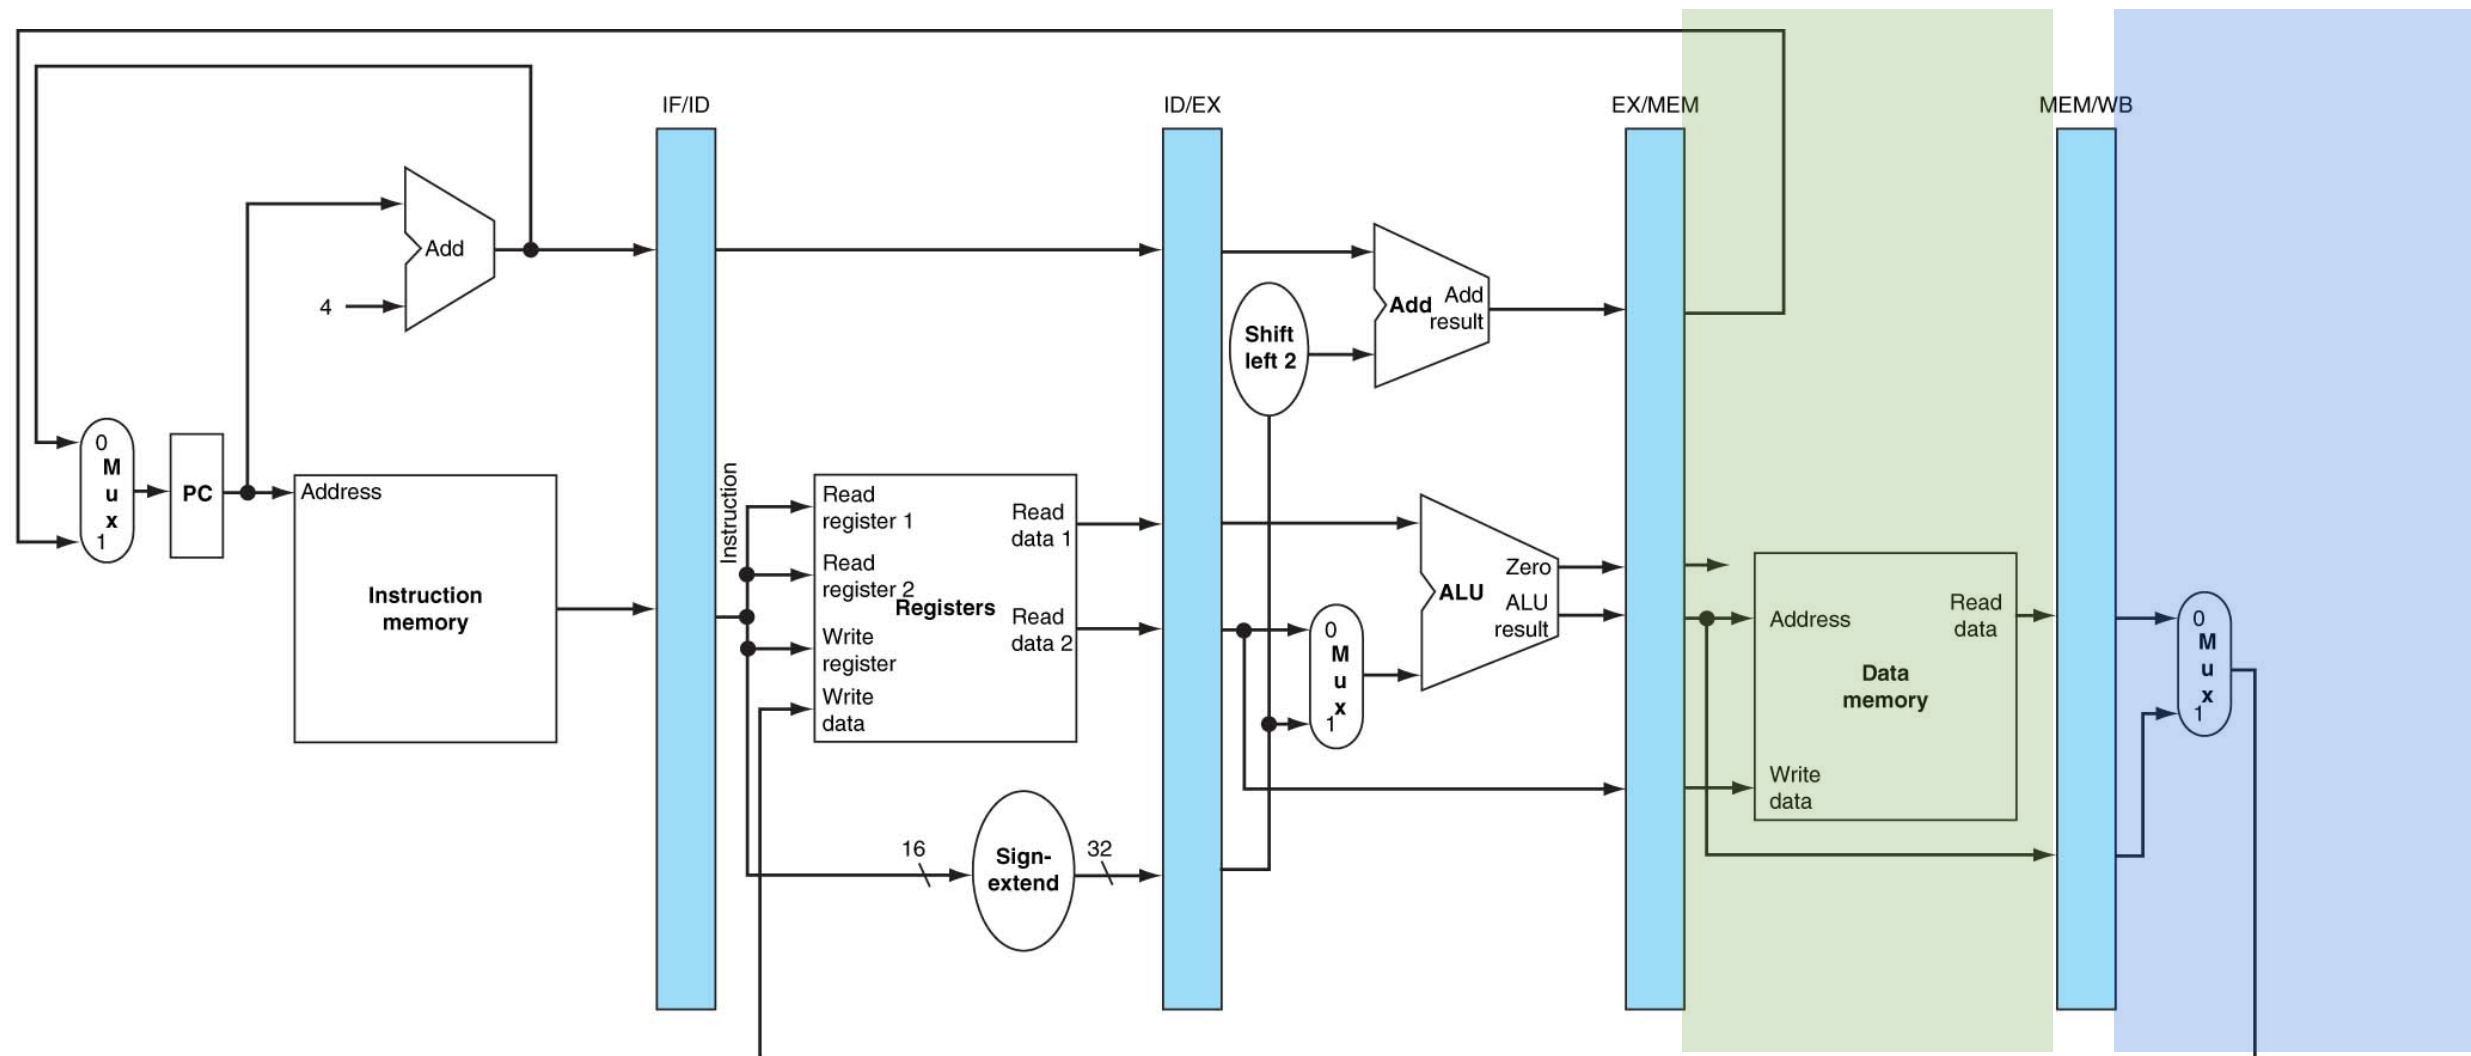 IF/ID
ID/EX
EX/MEM
MEM/WB
Add
4
Add
Add
result
Shift
left 2
0
M
u
x
1
PC
Address
Instruction
memory
Instruction
Read
register 1
Read
register 2
Registers
Write
register
Write
data
Read
data 1
Read
data 2
16
Sign-
extend
32
0
M
u
x
1
ALU
Zero
ALU
result
Address
Read
data
Data
memory
Write
data
0
M
u
x
1